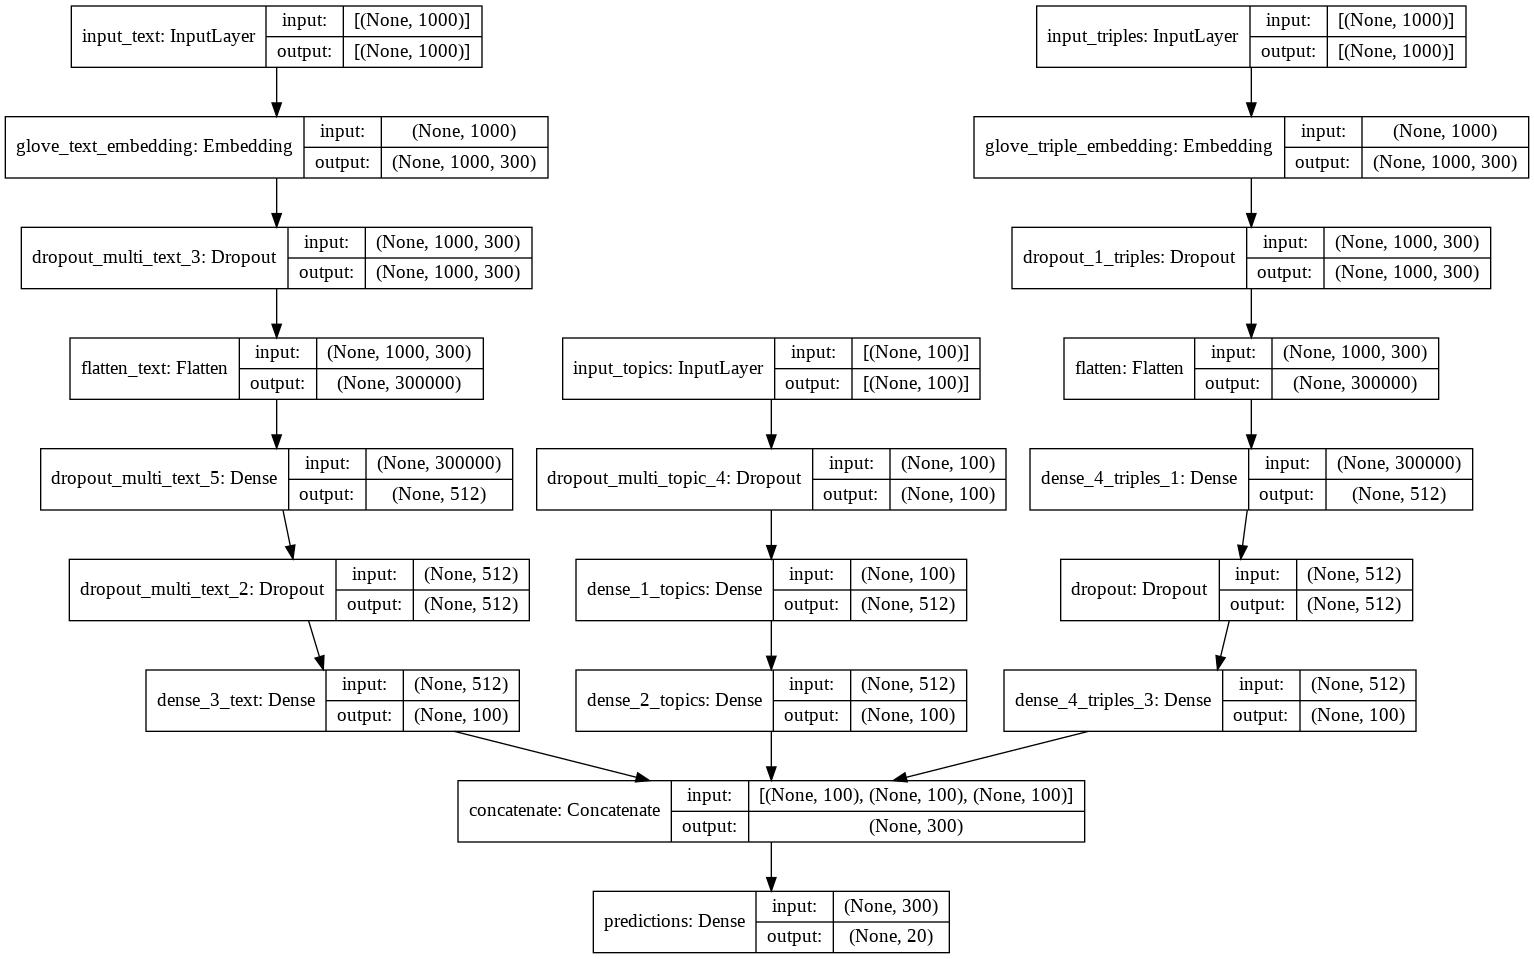 input_text: InputLayer
input:
[(None, 1000)]
output:
[(None, 1000)]
glove_text_embedding: Embedding
input:
(None, 1000)
output:
(None, 1000, 300)
dropout_multi_text_3: Dropout
input:
(None, 1000, 300)
output:
(None, 1000, 300)
flatten_text: Flatten
input:
(None, 1000, 300)
output:
(None, 300000)
dropout_multi_text_5: Dense
input:
(None, 300000)
output:
(None, 512)
dropout_multi_text_2: Dropout
input:
(None, 512)
output:
(None, 512)
dense_3_text: Dense
input:
(None, 512)
output:
(None, 100)
input_topics: InputLayer
input:
[(None, 100)]
output:
[(None, 100)]
dropout_multi_topic_4: Dropout
input:
(None, 100)
output:
(None, 100)
dense_1_topics: Dense
input:
(None, 100)
output:
(None, 512)
dense_2_topics: Dense
input:
(None, 512)
output:
(None, 100)
input_triples: InputLayer
input:
[(None, 1000)]
output:
[(None, 1000)]
glove_triple_embedding: Embedding
input:
(None, 1000)
output:
(None, 1000, 300)
dropout_1_triples: Dropout
input:
(None, 1000, 300)
output:
(None, 1000, 300)
flatten: Flatten
input:
(None, 1000, 300)
output:
(None, 300000)
dense_4_triples_1: Dense
input:
(None, 300000)
output:
(None, 512)
dropout: Dropout
input:
(None, 512)
output:
(None, 512)
dense_4_triples_3: Dense
input:
(None, 512)
output:
(None, 100)
concatenate: Concatenate
input:
[(None, 100), (None, 100), (None, 100)]
output:
(None, 300)
predictions: Dense
input:
(None, 300)
output:
(None, 20)